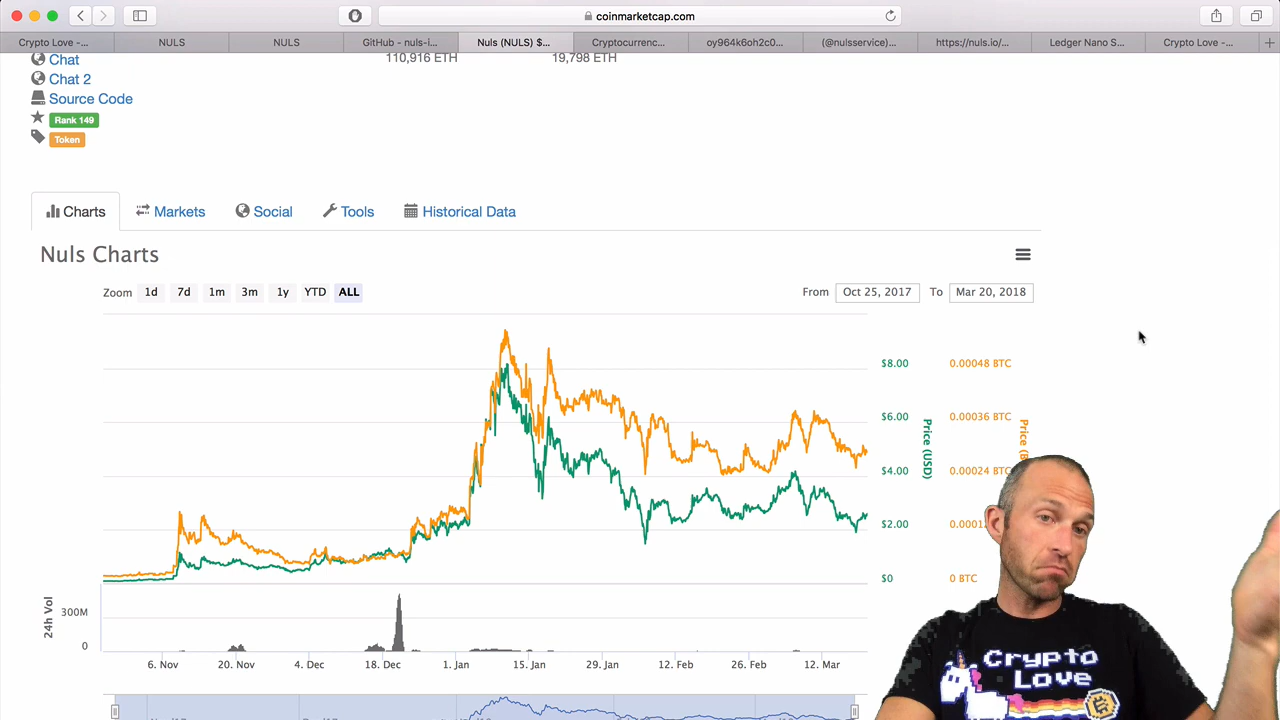 coinmarketcap.com
Crypto Love -...
NULS
NULS
GitHub - nuls-i...
Nuls (NULS) $...
Cryptocurrenc...
oy964k6oh2c0...
(@nulsservice)...
https://nuls.io/...
Ledger Nano S...
Crypto Love -...
Chat
110,916 ETH
19,798 ETH
Chat 2
Source Code
Rank 149
Token
Charts
Markets
Social
Tools
Historical Data
Nuls Charts
Zoom 1d 7d 1m 3m 1y YTD ALL
From Oct 25, 2017 To Mar 20, 2018
$8.00
0.00048 BTC
$6.00
0.00036 BTC
Price (USD)
$4.00
0.00024 BTC
$2.00
$0
0 BTC
24h Vol
300M
0
6. Nov
20. Nov
4. Dec
18. Dec
1. Jan
15. Jan
29. Jan
12. Feb
26. Feb
12. Mar
Crypto
Love